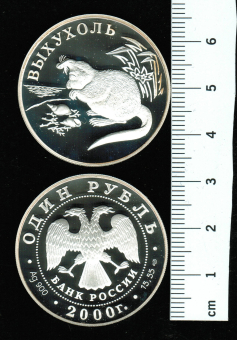 ВЫХУХОЛЬ
ОДИН РУБЛЬ
Ag 900
15,55
БАНК РОССИИ
2000г.
6
5
4
3
2
1
cm